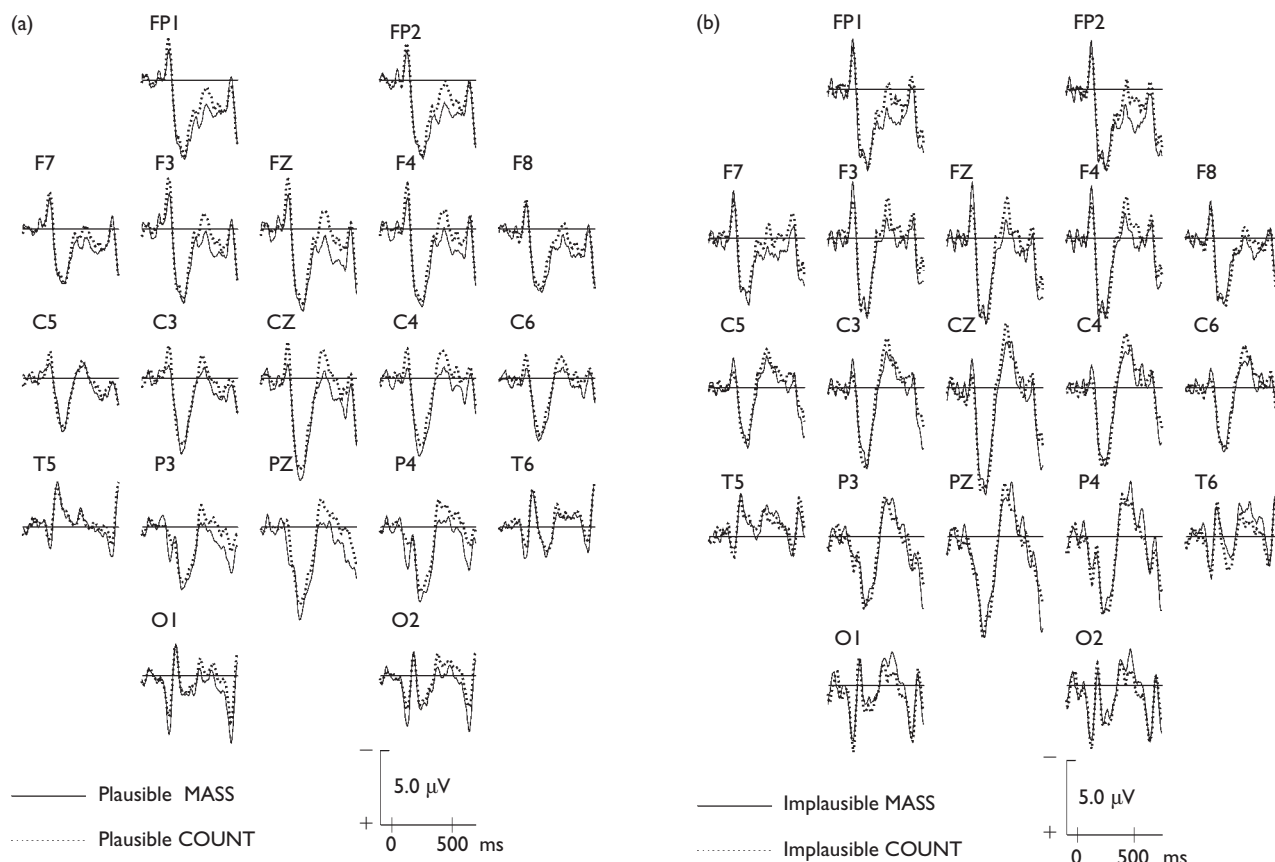 (a)
FP1 FP2
F7 F3 FZ F4 F8
C5 C3 CZ C4 C6
T5 P3 PZ P4 T6
O1 O2
−
5.0 μV
+
0 500 ms
Plausible MASS
Plausible COUNT
(b)
FP1 FP2
F7 F3 FZ F4 F8
C5 C3 CZ C4 C6
T5 P3 PZ P4 T6
O1 O2
−
5.0 μV
+
0 500 ms
Implausible MASS
Implausible COUNT